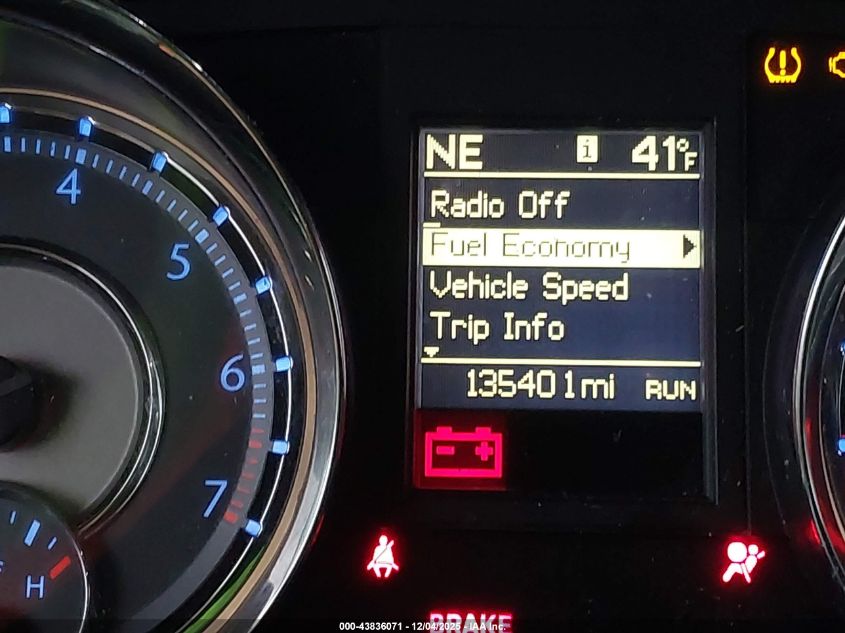 NE i 41°F
Radio Off
Fuel Economy
Vehicle Speed
Trip Info
135401mi RUN
4
5
6
7
H
BRAKE
000-43836071 - 12/04/2025 - IAA Inc.